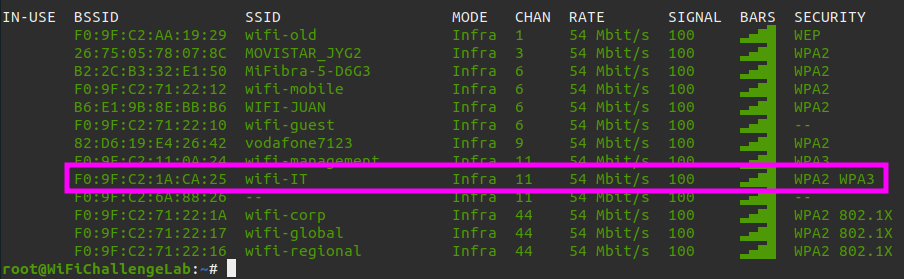 IN-USE BSSID SSID MODE CHAN RATE SIGNAL BARS SECURITY
F0:9F:C2:AA:19:29 wifi-old Infra 1 54 Mbit/s 100 WEP
26:75:05:78:07:8C MOVISTAR_JYG2 Infra 3 54 Mbit/s 100 WPA2
B2:2C:B3:32:E1:50 MiFibra-5-D6G3 Infra 6 54 Mbit/s 100 WPA2
F0:9F:C2:71:22:12 wifi-mobile Infra 6 54 Mbit/s 100 WPA2
B6:E1:9B:8E:BB:B6 WIFI-JUAN Infra 6 54 Mbit/s 100 WPA2
F0:9F:C2:71:22:10 wifi-guest Infra 6 54 Mbit/s 100 --
82:D6:19:E4:26:42 vodafone7123 Infra 9 54 Mbit/s 100 WPA2
F0:9F:C2:11:0A:24 wifi-management Infra 11 54 Mbit/s 100 WPA3
F0:9F:C2:1A:CA:25 wifi-IT Infra 11 54 Mbit/s 100 WPA2 WPA3
F0:9F:C2:6A:88:26 -- Infra 11 54 Mbit/s 100 --
F0:9F:C2:71:22:1A wifi-corp Infra 44 54 Mbit/s 100 WPA2 802.1X
F0:9F:C2:71:22:17 wifi-global Infra 44 54 Mbit/s 100 WPA2 802.1X
F0:9F:C2:71:22:16 wifi-regional Infra 44 54 Mbit/s 100 WPA2 802.1X
root@WiFiChallengeLab:~#